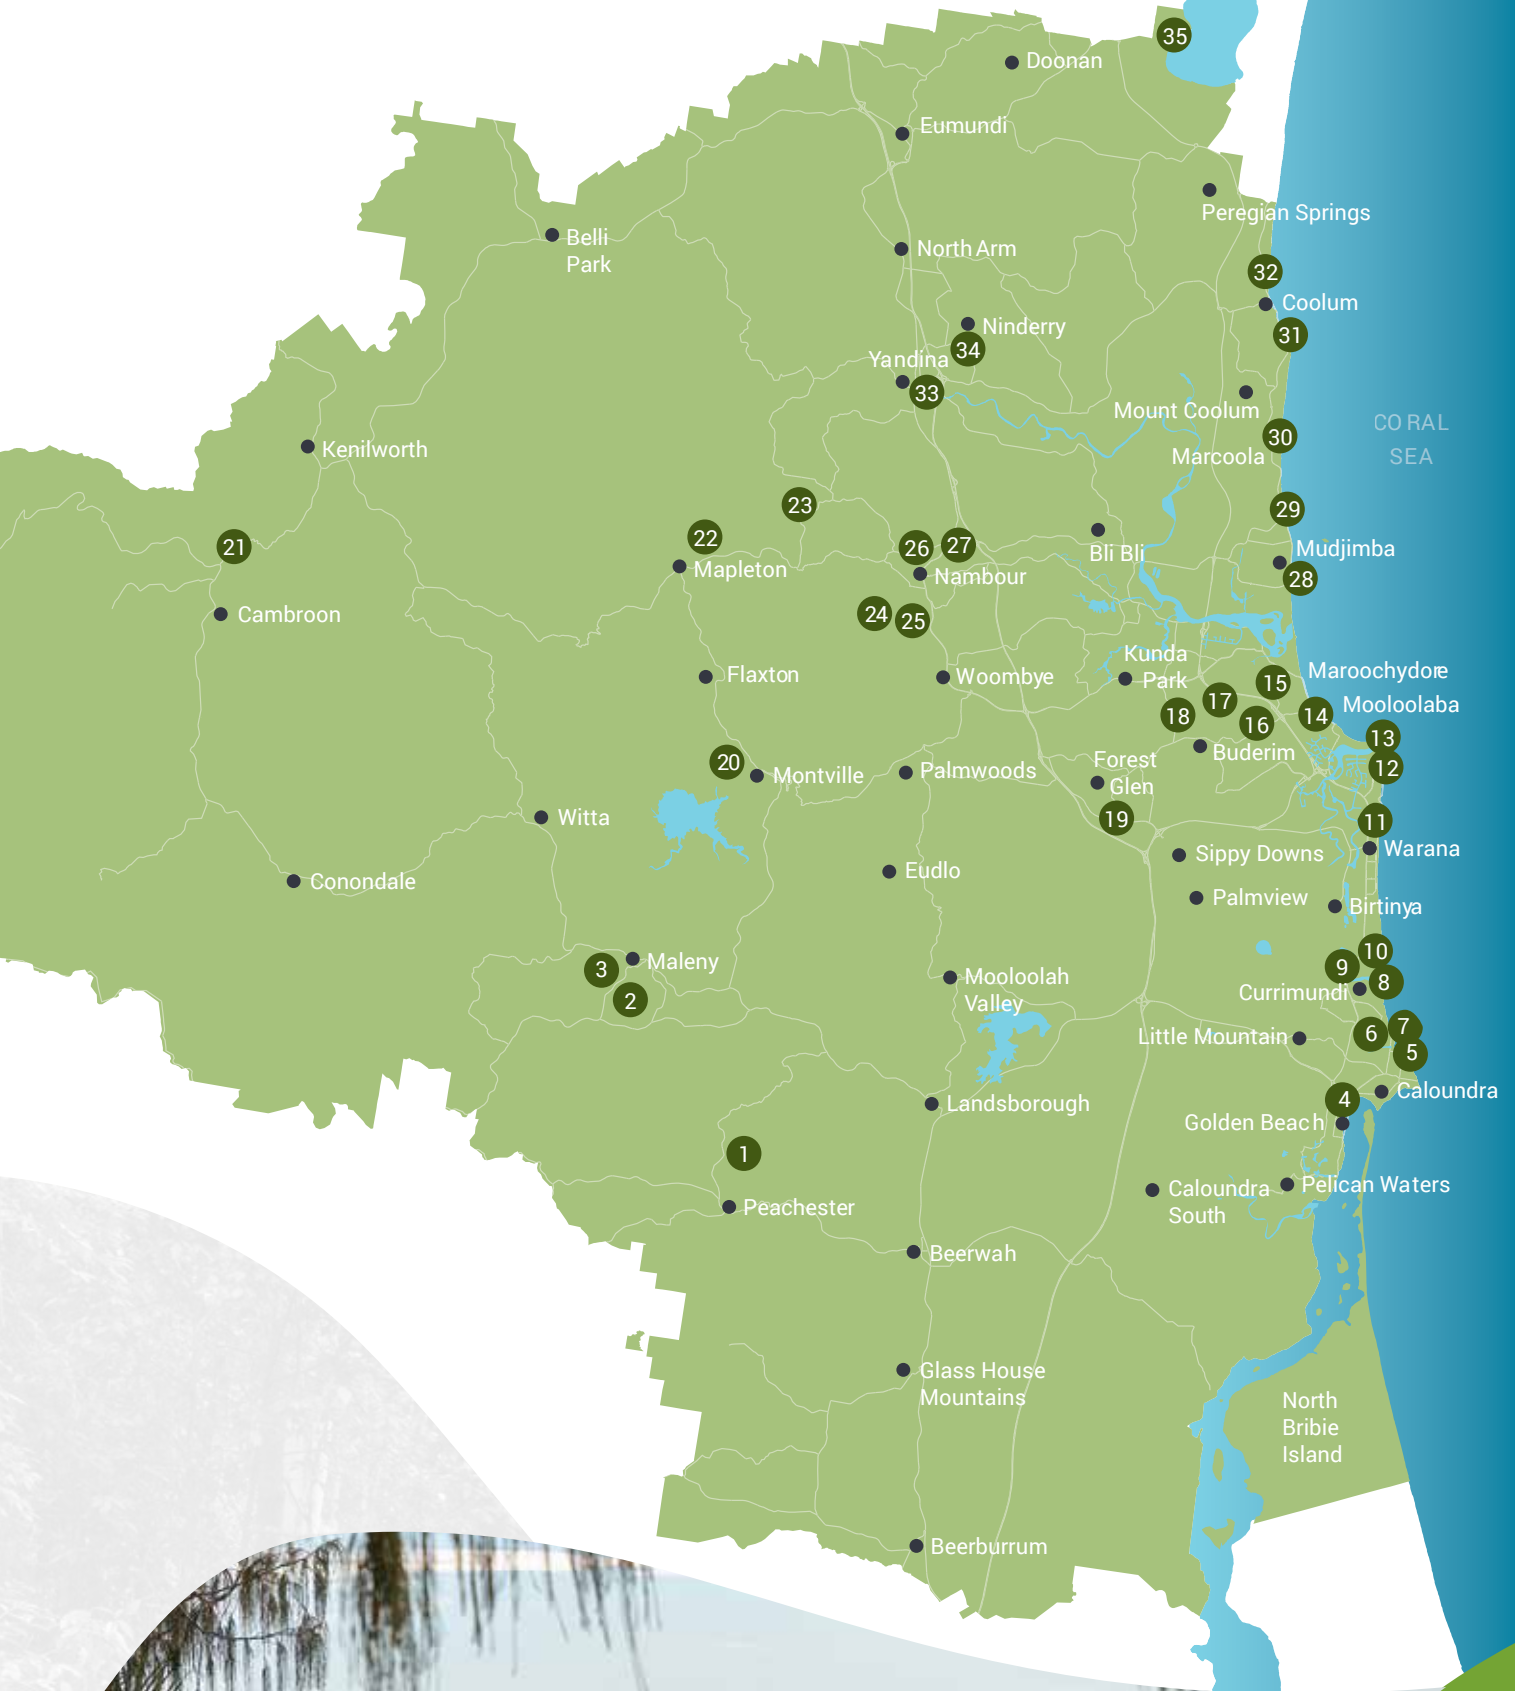 35
Doonan
Eumundi
Peregian Springs
Belli
Park
North Arm
32
Coolum
Ninderry
31
34
Yandina
33
Mount Coolum
CORAL
SEA
30
Marcoola
Kenilworth
23
29
22
21
26
27
Bli Bli
Mudjimba
28
Mapleton
Nambour
24
25
Cambroon
Kunda
Park
Flaxton
Woombye
Maroochydore
15
17
Mooloolaba
18
16
14
13
Buderim
12
20
Montville
Palmwoods
Forest
Glen
19
11
Witta
Warana
Sippy Downs
Eudlo
Conondale
Palmview
Birtinya
10
Maleny
3
9
8
2
Mooloolah
Valley
Currimundi
7
6
Little Mountain
5
Landsborough
4
Caloundra
Golden Beach
1
Caloundra
South
Pelican Waters
Peachester
Beerwah
Glass House
Mountains
North
Bribie
Island
Beerburrum